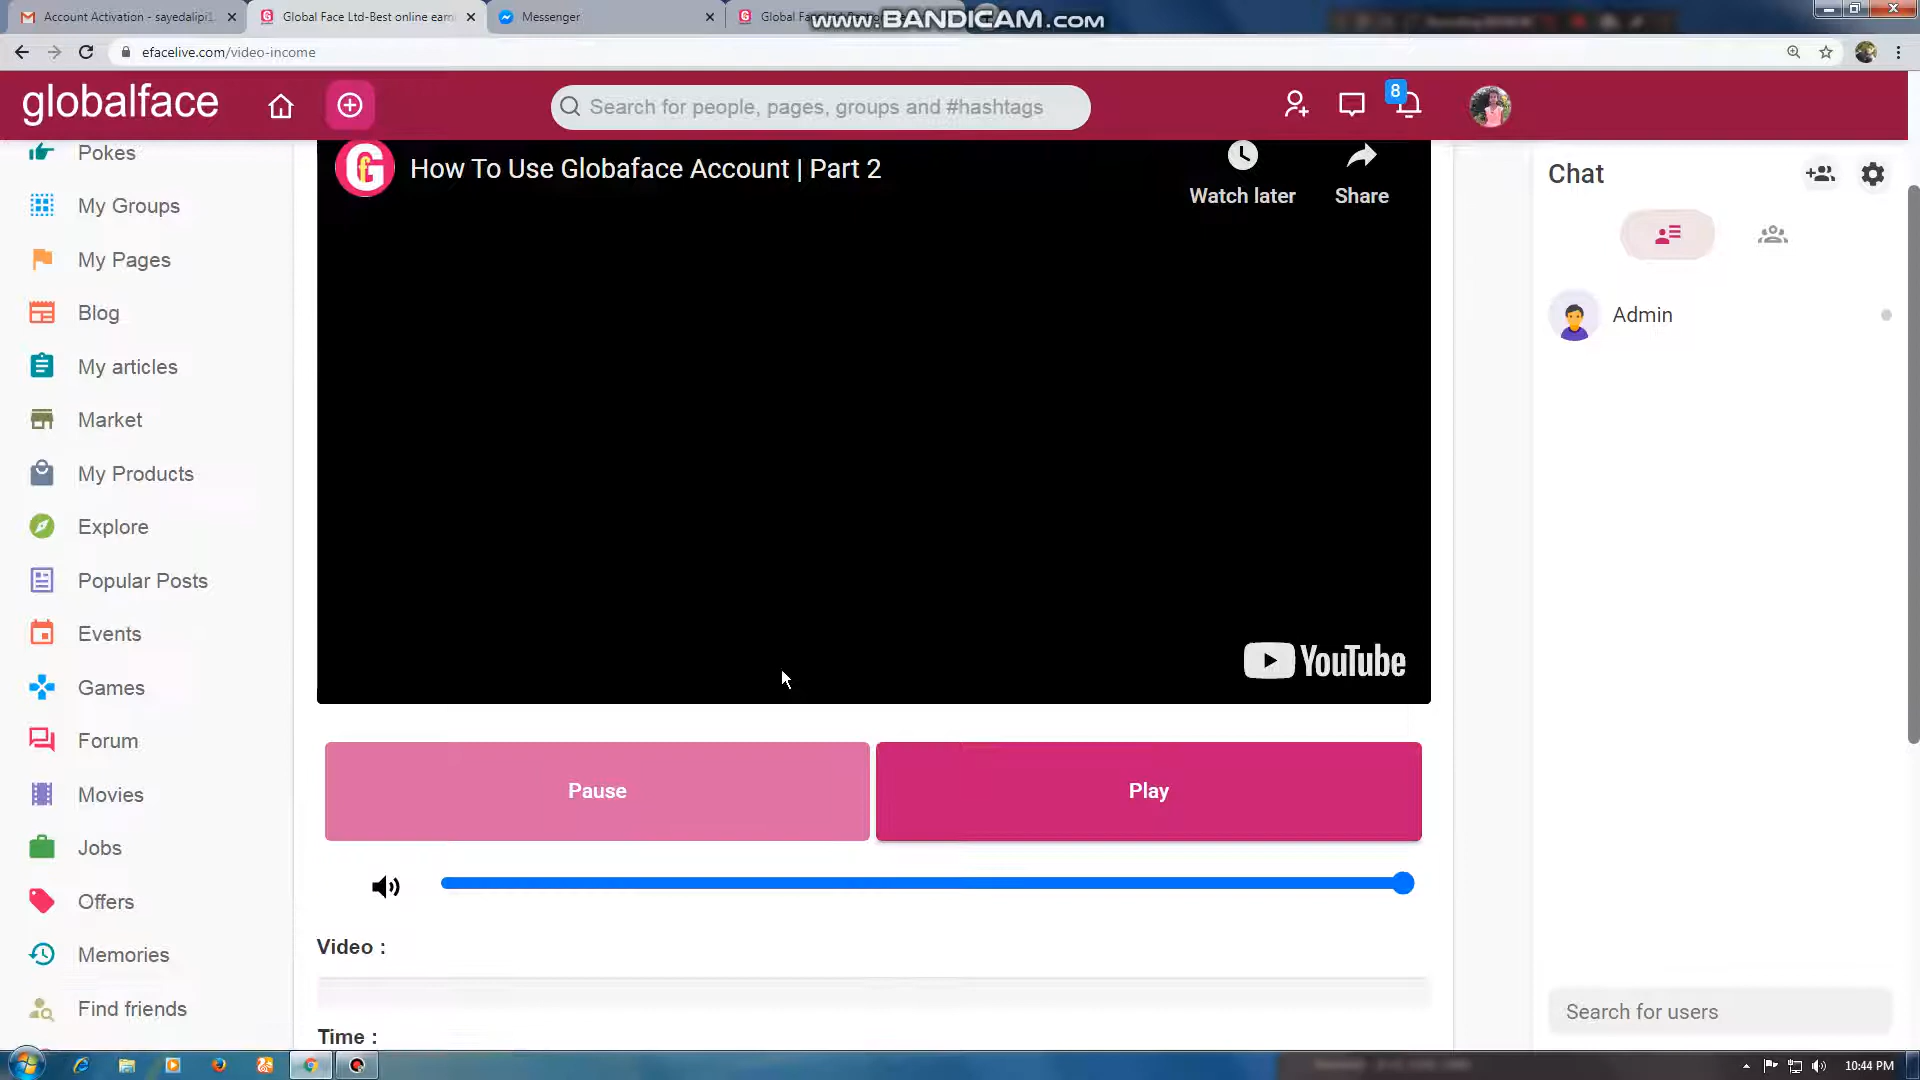 Account Activation - sayedalipi1
Global Face Ltd-Best online earn
Messenger
Global Fa
www.BANDICAM.com
efacelive.com/video-income
globalface
Search for people, pages, groups and #hashtags
8
Pokes
My Groups
My Pages
Blog
My articles
Market
My Products
Explore
Popular Posts
Events
Games
Forum
Movies
Jobs
Offers
Memories
Find friends
How To Use Globaface Account | Part 2
Watch later
Share
YouTube
Pause
Play
Video :
Time :
Chat
Admin
Search for users
10:44 PM